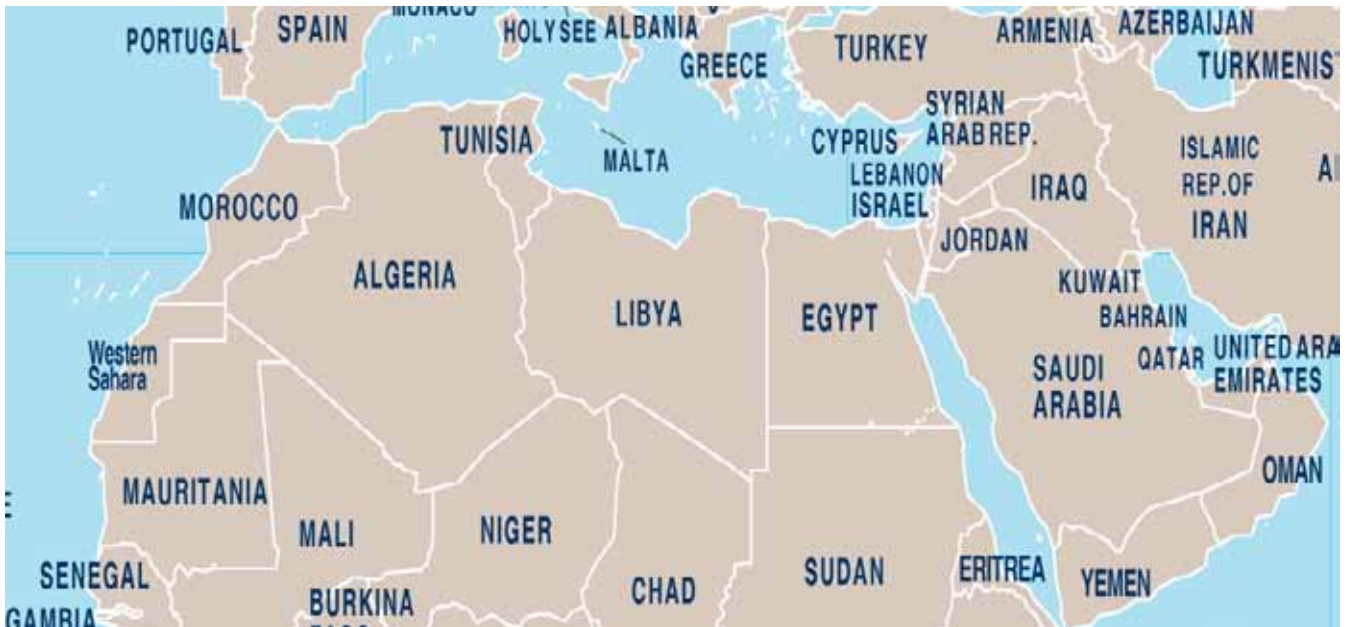 MONACO
HOLY SEE
ALBANIA
AZERBAIJAN
ARMENIA
SPAIN
PORTUGAL
TURKEY
GREECE
TURKMENIS
SYRIAN
ARAB REP.
TUNISIA
CYPRUS
MALTA
ISLAMIC
REP.OF
IRAN
LEBANON
ISRAEL
IRAQ
MOROCCO
JORDAN
ALGERIA
KUWAIT
LIBYA
EGYPT
BAHRAIN
QATAR
UNITED ARA
EMIRATES
Western
Sahara
SAUDI
ARABIA
OMAN
MAURITANIA
MALI
NIGER
SENEGAL
CHAD
SUDAN
ERITREA
YEMEN
BURKINA
GAMBIA